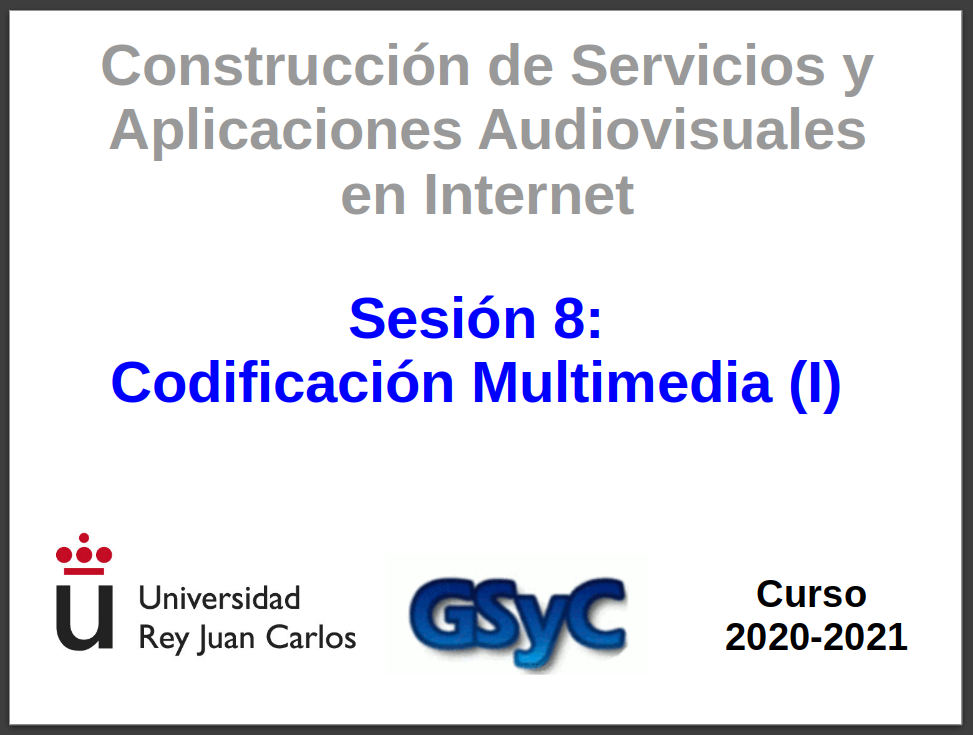 Construcción de Servicios y
Aplicaciones Audiovisuales
en Internet
Sesión 8:
Codificación Multimedia (I)
Universidad
Rey Juan Carlos
GSyC
Curso
2020-2021